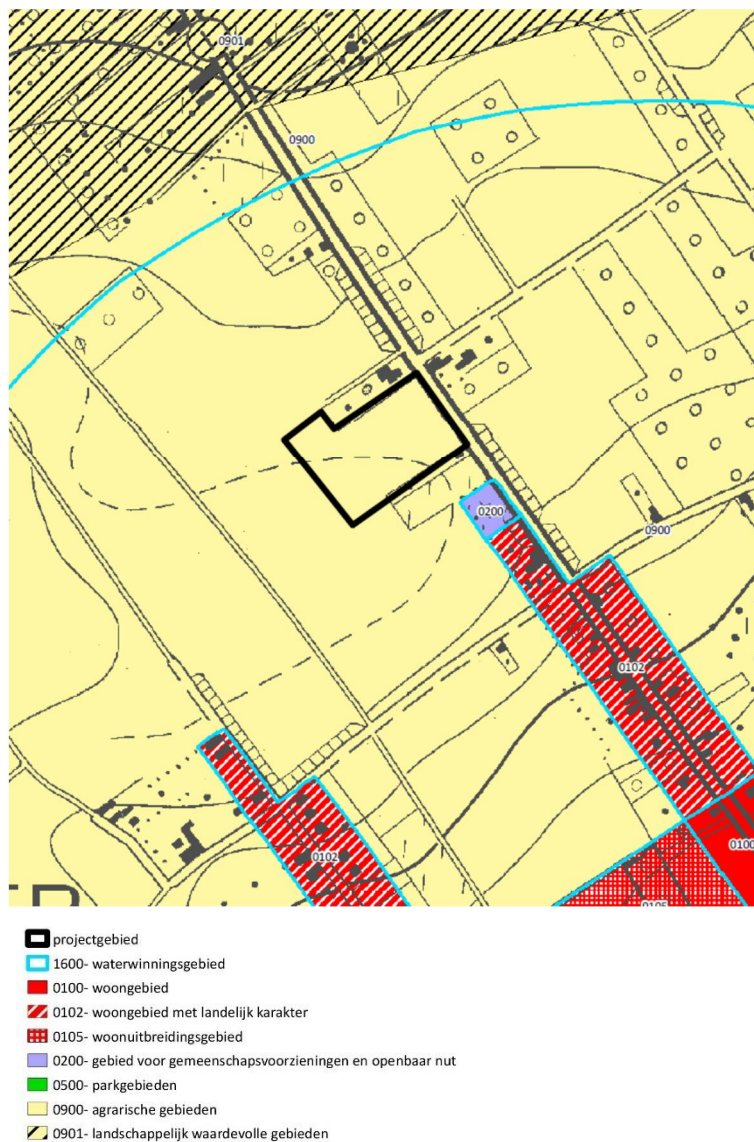 0901
0900
0200
0900
0102
0100
0102
0105
projectgebied
1600- waterwinningsgebied
0100- woongebied
0102- woongebied met landelijk karakter
0105- woonuitbreidingsgebied
0200- gebied voor gemeenschapsvoorzieningen en openbaar nut
0500- parkgebieden
0900- agrarische gebieden
0901- landschappelijk waardevolle gebieden